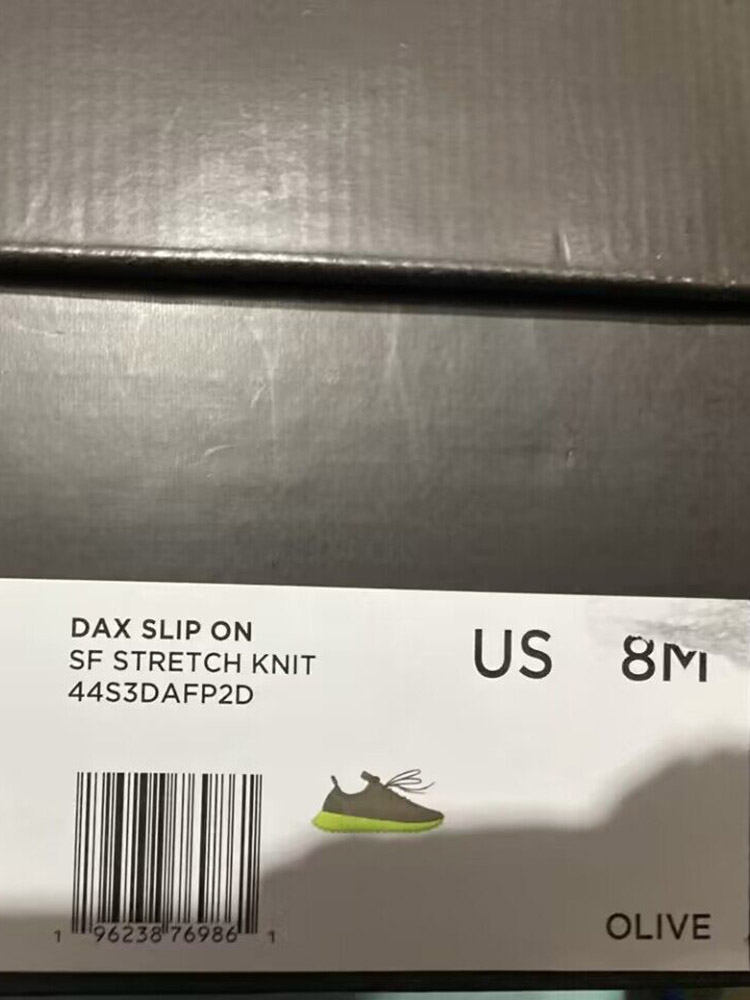 DAX SLIP ON
SF STRETCH KNIT
44S3DAFP2D
US 8M
1 96238 76986 1
OLIVE